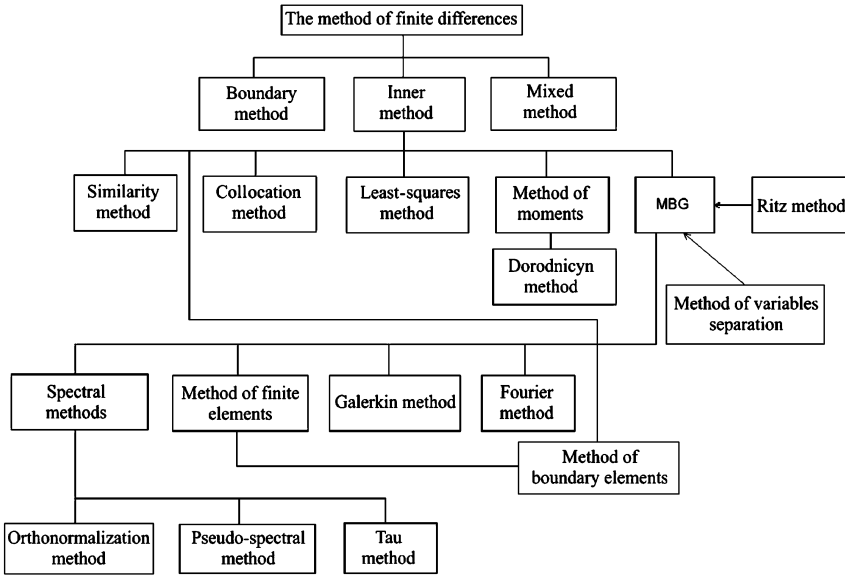 The method of finite differences
Boundary
method
Inner
method
Mixed
method
Similarity
method
Collocation
method
Least-squares
method
Method of
moments
MBG
Ritz method
Dorodnicyn
method
Method of variables
separation
Spectral
methods
Method of finite
elements
Galerkin method
Fourier
method
Method of
boundary elements
Orthonormalization
method
Pseudo-spectral
method
Tau
method